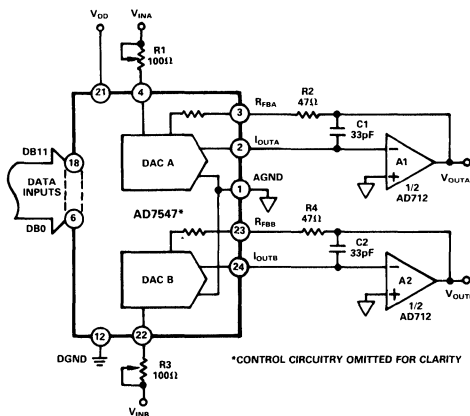 VDD
VINA
R1
100Ω
21
4
RFBA
3
R2
47Ω
C1
33pF
DB11
18
DATA
INPUTS
DB0
6
DAC A
IOUTA
2
A1
VOUTA
1/2
AD712
AGND
1
AD7547*
RFBB
23
R4
47Ω
C2
33pF
DAC B
IOUTB
24
A2
1/2
AD712
12
DGND
22
R3
100Ω
VINB
*CONTROL CIRCUITRY OMITTED FOR CLARITY